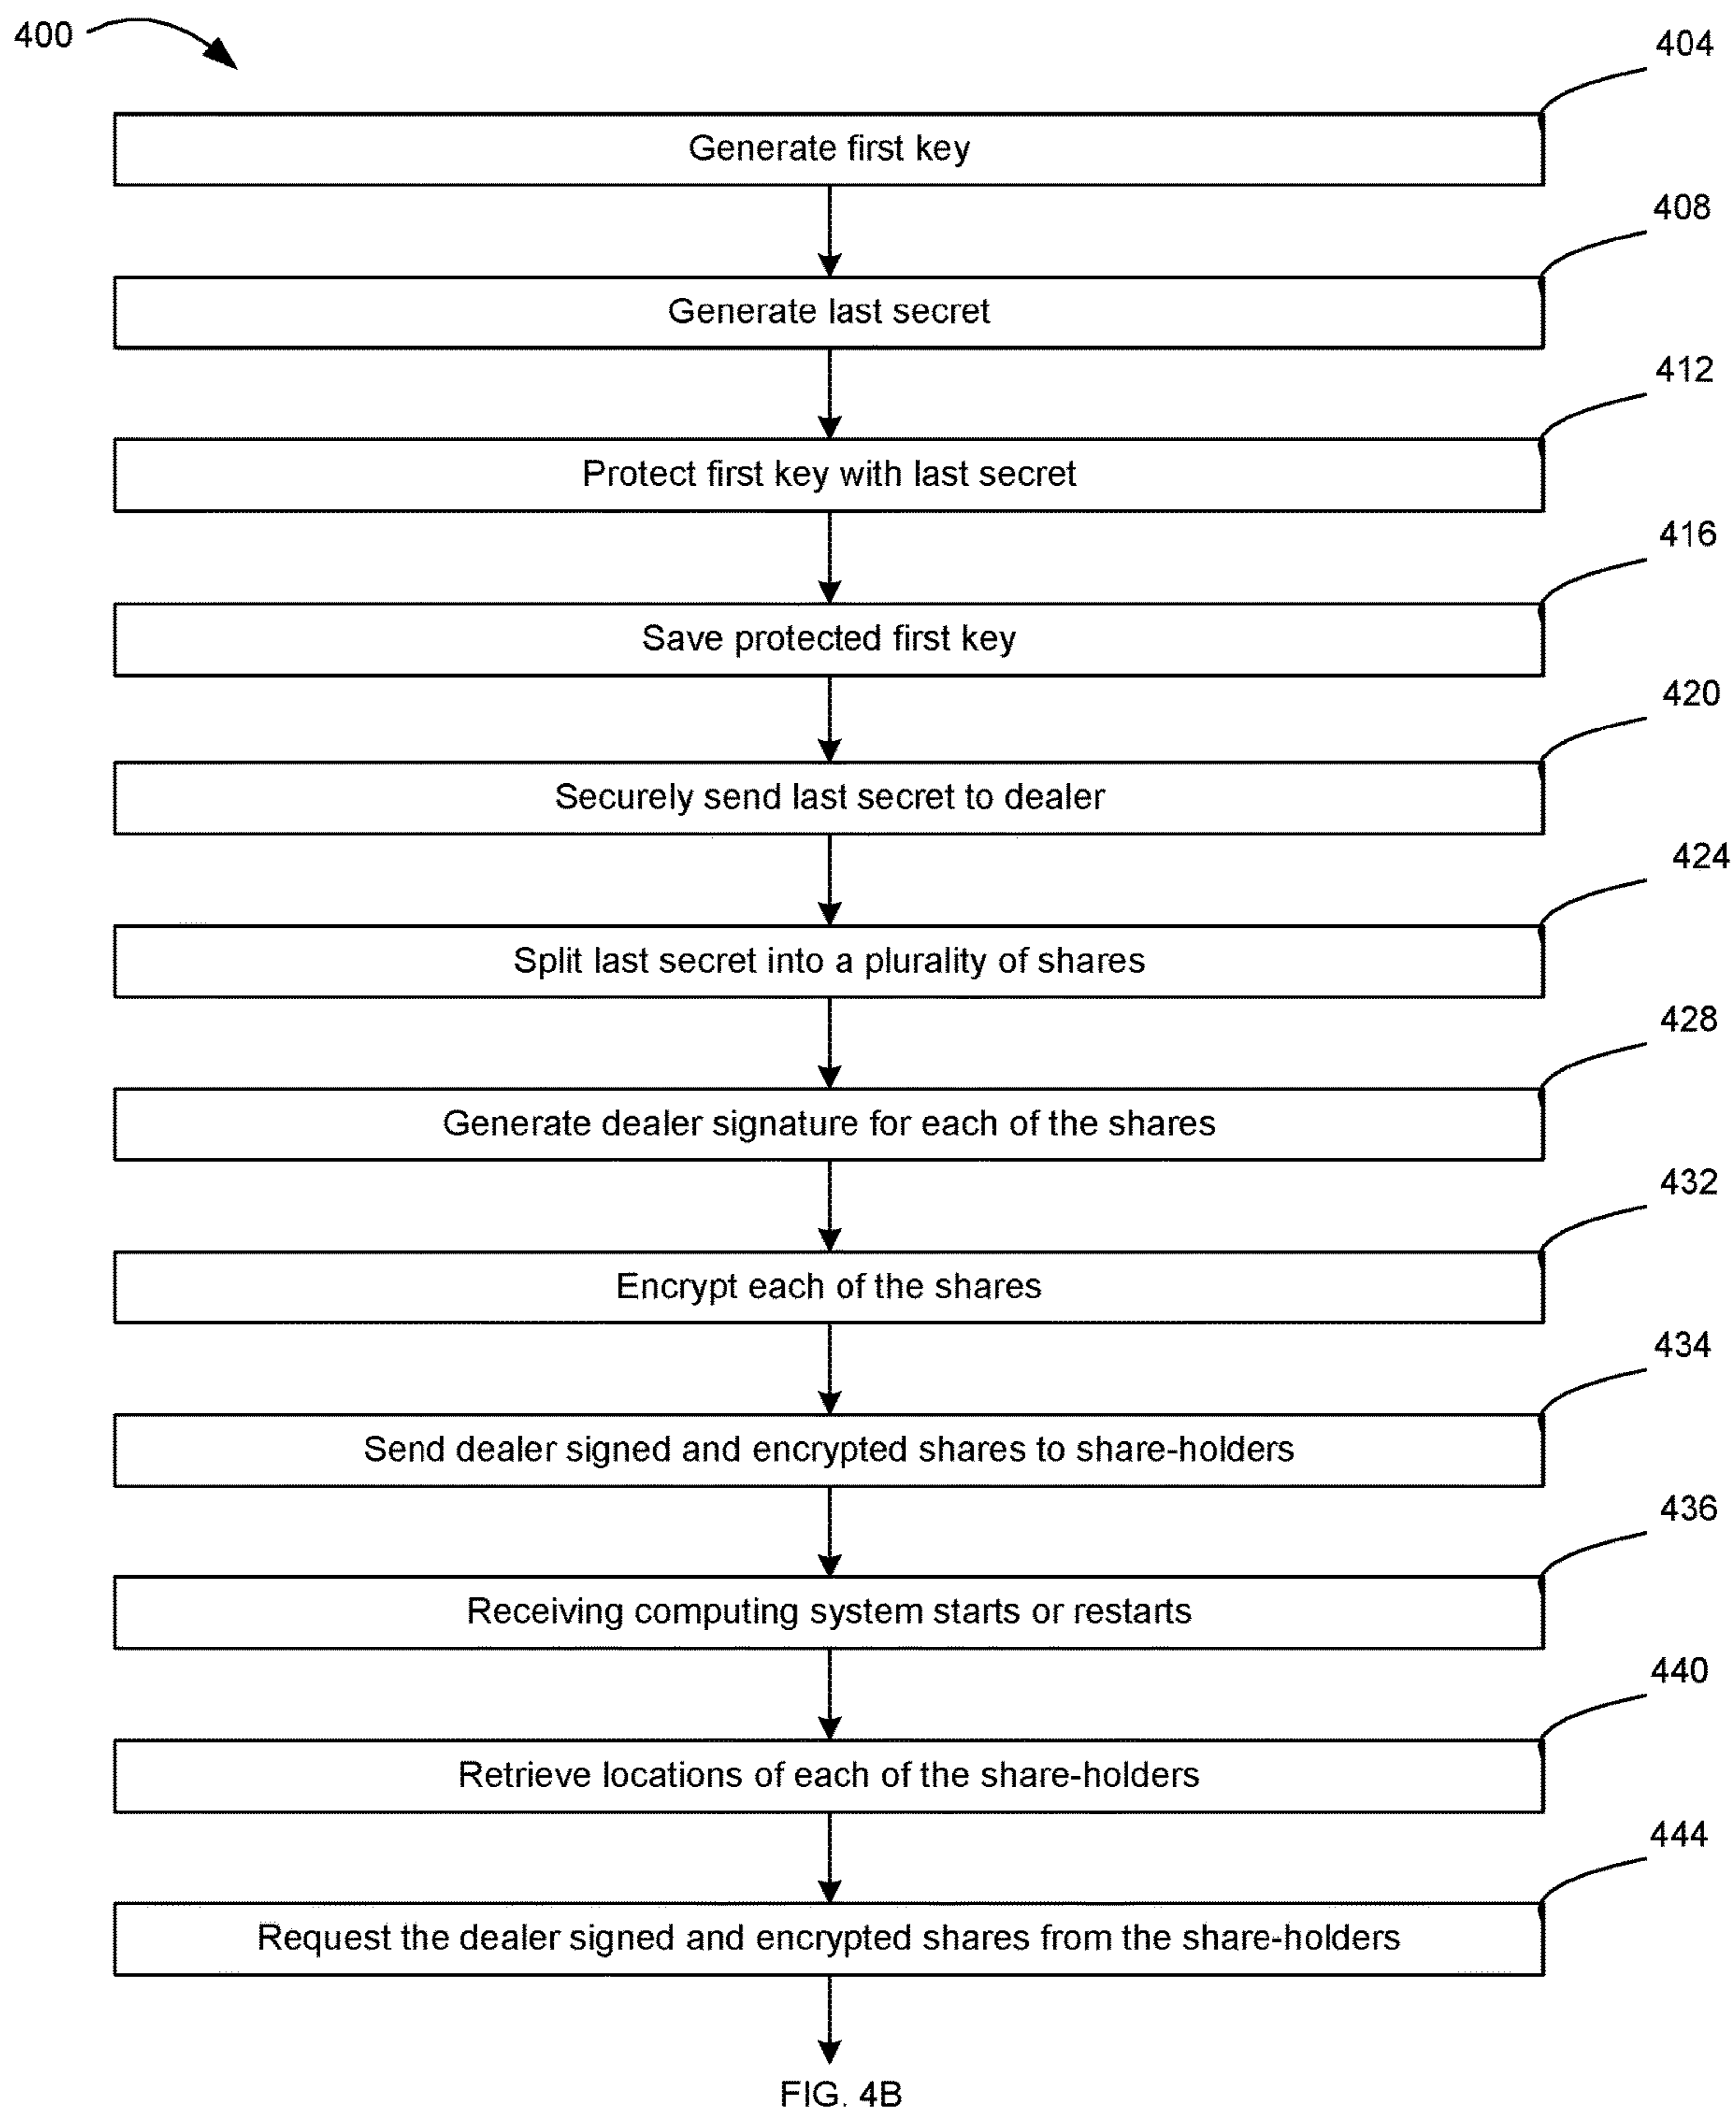 400
404
Generate first key
408
Generate last secret
412
Protect first key with last secret
416
Save protected first key
420
Securely send last secret to dealer
424
Split last secret into a plurality of shares
428
Generate dealer signature for each of the shares
432
Encrypt each of the shares
434
Send dealer signed and encrypted shares to share-holders
436
Receiving computing system starts or restarts
440
Retrieve locations of each of the share-holders
444
Request the dealer signed and encrypted shares from the share-holders
FIG. 4B